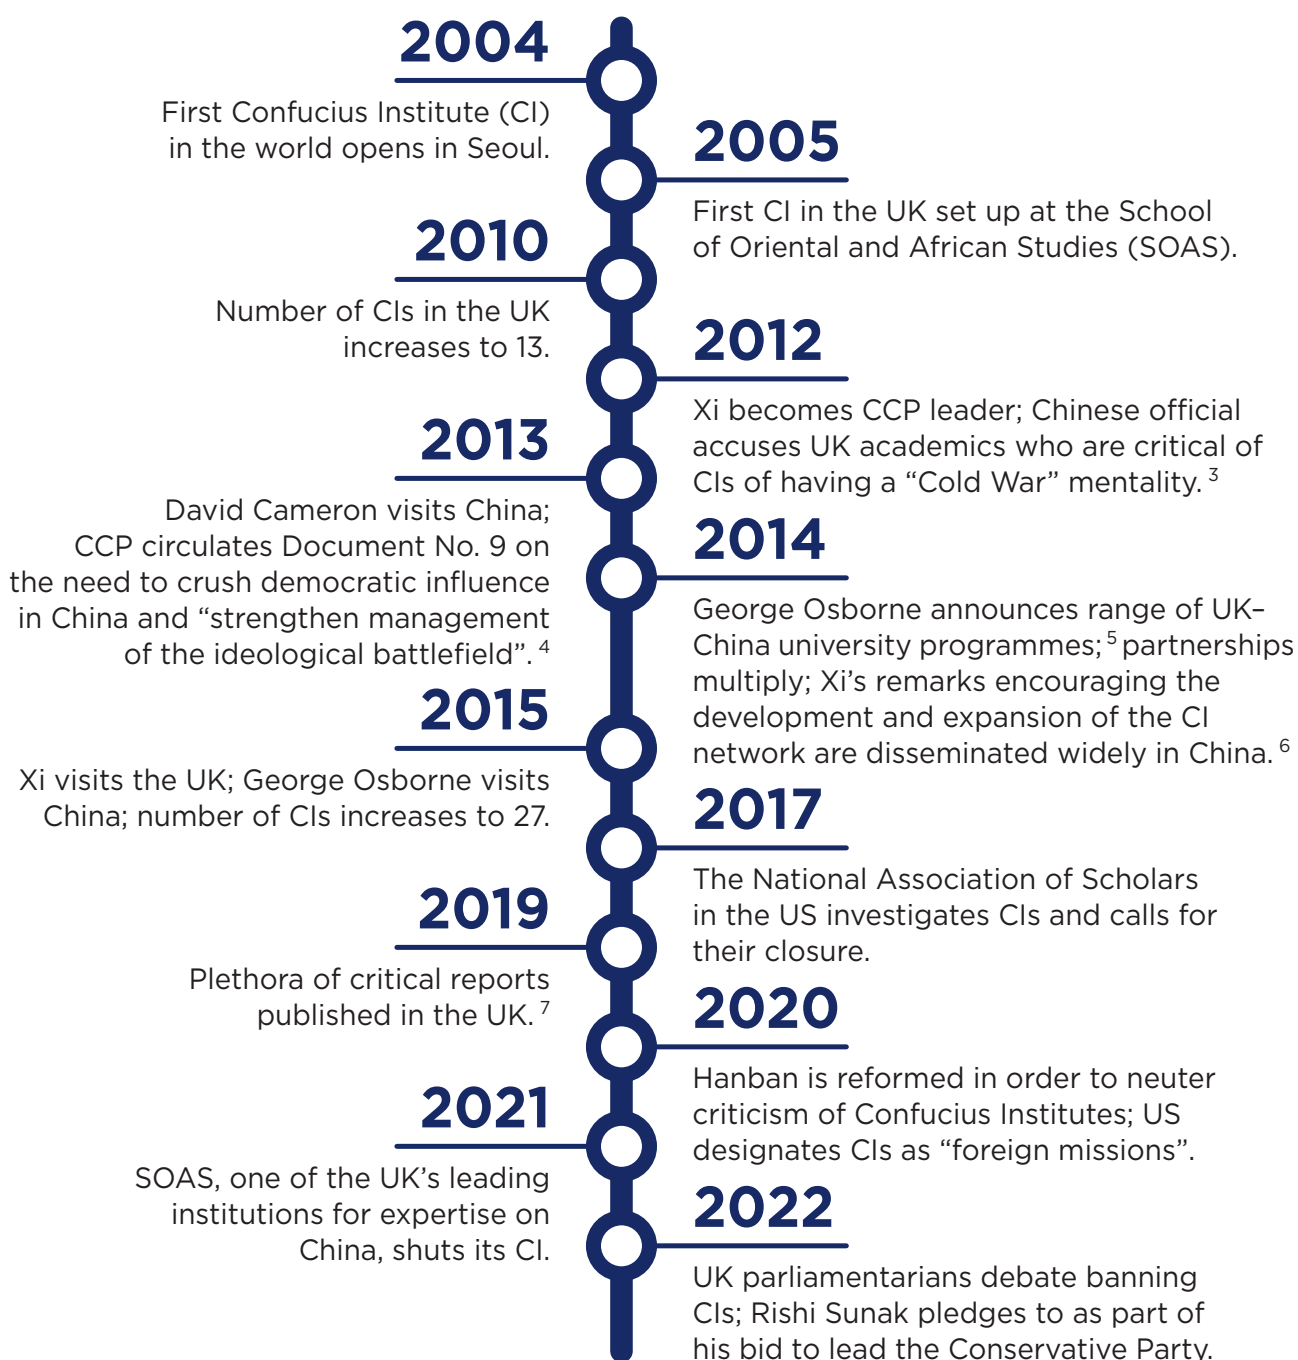 2004
First Confucius Institute (CI)
in the world opens in Seoul.
2005
First CI in the UK set up at the School
of Oriental and African Studies (SOAS).
2010
Number of CIs in the UK
increases to 13.
2012
Xi becomes CCP leader; Chinese official
accuses UK academics who are critical of
CIs of having a “Cold War” mentality. 3
2013
David Cameron visits China;
CCP circulates Document No. 9 on
the need to crush democratic influence
in China and “strengthen management
of the ideological battlefield”. 4
2014
George Osborne announces range of UK–
China university programmes; 5 partnerships
multiply; Xi’s remarks encouraging the
development and expansion of the CI
network are disseminated widely in China. 6
2015
Xi visits the UK; George Osborne visits
China; number of CIs increases to 27.
2017
The National Association of Scholars
in the US investigates CIs and calls for
their closure.
2019
Plethora of critical reports
published in the UK. 7
2020
Hanban is reformed in order to neuter
criticism of Confucius Institutes; US
designates CIs as “foreign missions”.
2021
SOAS, one of the UK’s leading
institutions for expertise on
China, shuts its CI.
2022
UK parliamentarians debate banning
CIs; Rishi Sunak pledges to as part of
his bid to lead the Conservative Party.